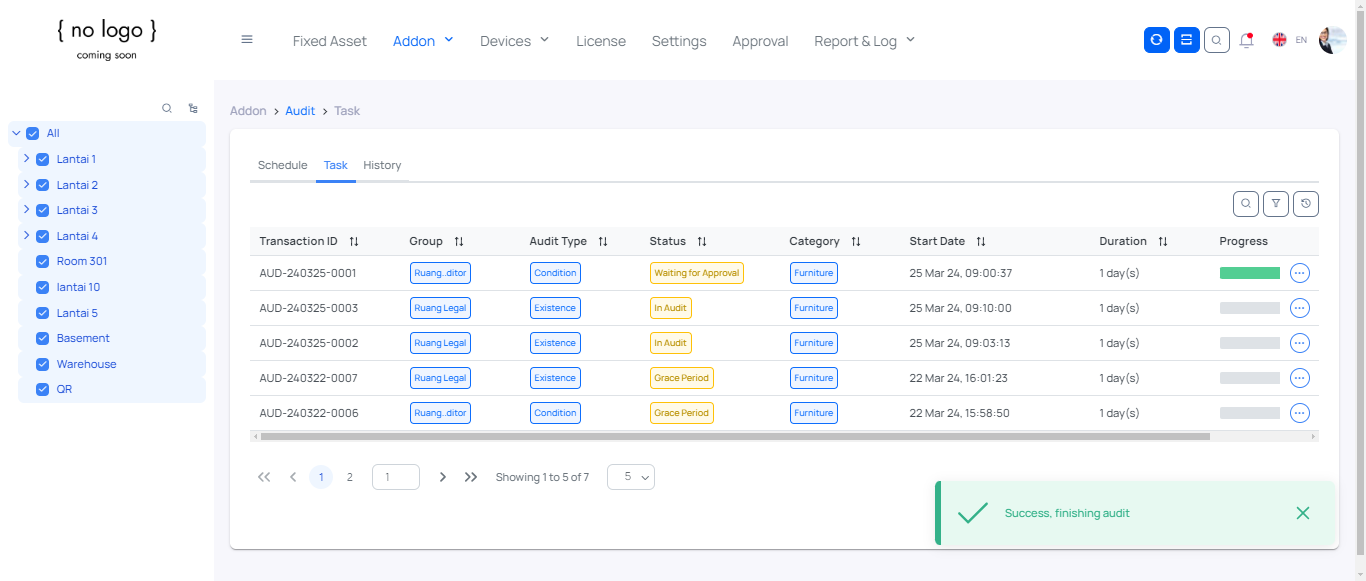 { no logo }
coming soon
Fixed Asset Addon Devices License Settings Approval Report & Log EN
Addon > Audit > Task
All
Lantai 1
Lantai 2
Lantai 3
Lantai 4
Room 301
lantai 10
Lantai 5
Basement
Warehouse
QR
Schedule Task History
Transaction ID Group Audit Type Status Category Start Date Duration Progress
AUD-240325-0001 Ruang..ditor Condition Waiting for Approval Furniture 25 Mar 24, 09:00:37 1 day(s)
AUD-240325-0003 Ruang Legal Existence In Audit Furniture 25 Mar 24, 09:10:00 1 day(s)
AUD-240325-0002 Ruang Legal Existence In Audit Furniture 25 Mar 24, 09:03:13 1 day(s)
AUD-240322-0007 Ruang Legal Existence Grace Period Furniture 22 Mar 24, 16:01:23 1 day(s)
AUD-240322-0006 Ruang..ditor Condition Grace Period Furniture 22 Mar 24, 15:58:50 1 day(s)
1 2 1 Showing 1 to 5 of 7 5
Success, finishing audit